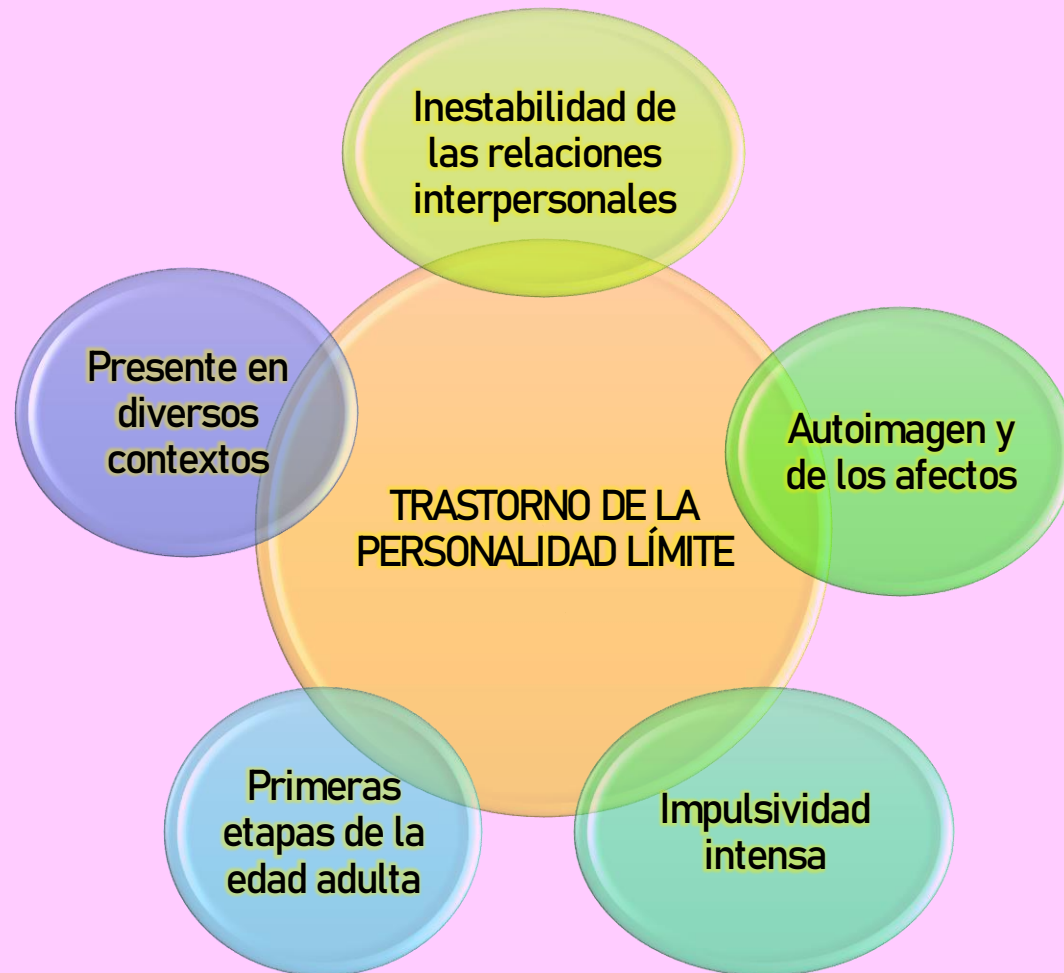 Inestabilidad de
las relaciones
interpersonales
Presente en
diversos
contextos
Autoimagen y
de los afectos
TRASTORNO DE LA
PERSONALIDAD LÍMITE
Primeras
etapas de la
edad adulta
Impulsividad
intensa